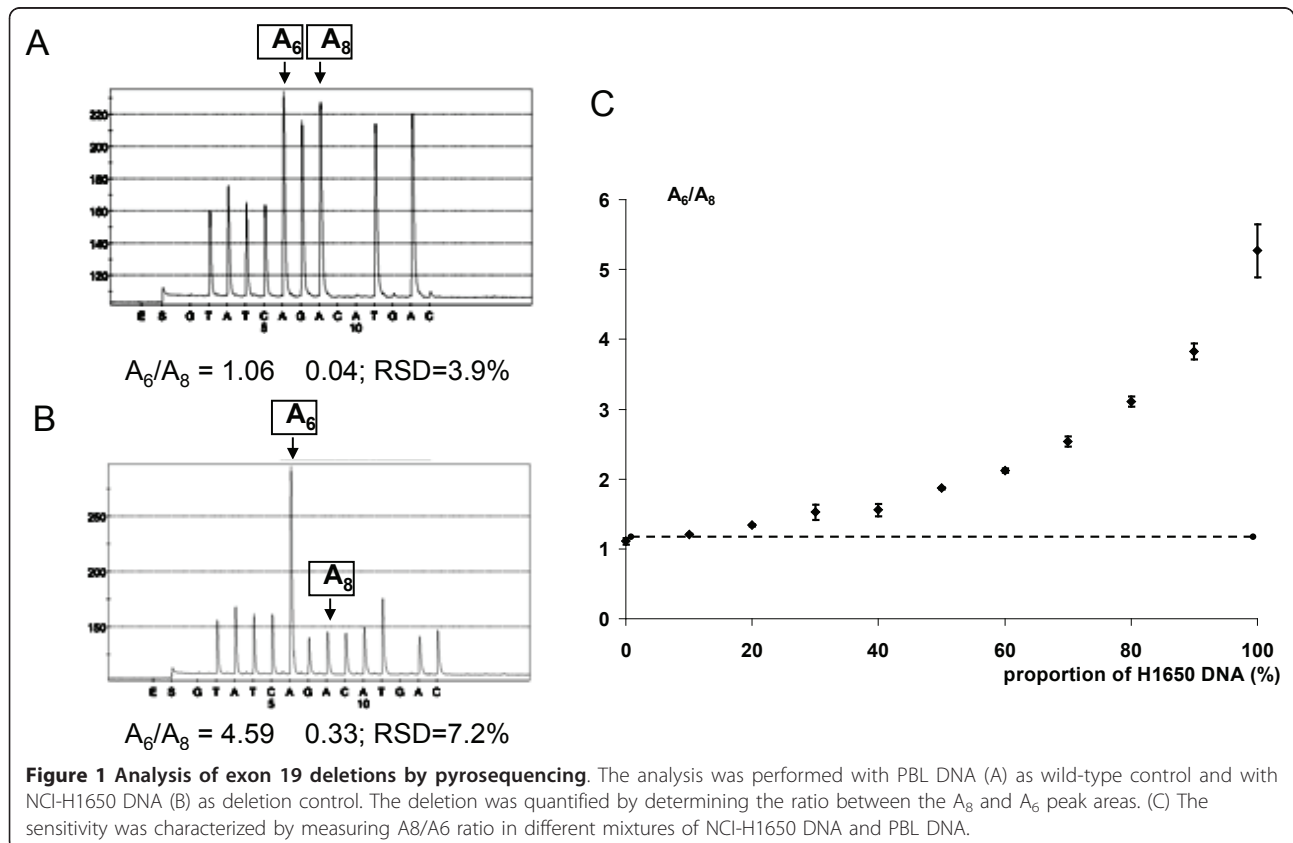 A
A6 A8
220
200
180
160
140
120
E S G T A T C A G A C A T G A C
5 10
A6/A8 = 1.06 0.04; RSD=3.9%
B
A6
A8
250
200
150
E S G T A T C A G A C A T G A C
5 10
A6/A8 = 4.59 0.33; RSD=7.2%
C
A6/A8
6
5
4
3
2
1
0
0 20 40 60 80 100
proportion of H1650 DNA (%)
Figure 1 Analysis of exon 19 deletions by pyrosequencing. The analysis was performed with PBL DNA (A) as wild-type control and with
NCI-H1650 DNA (B) as deletion control. The deletion was quantified by determining the ratio between the A8 and A6 peak areas. (C) The
sensitivity was characterized by measuring A8/A6 ratio in different mixtures of NCI-H1650 DNA and PBL DNA.